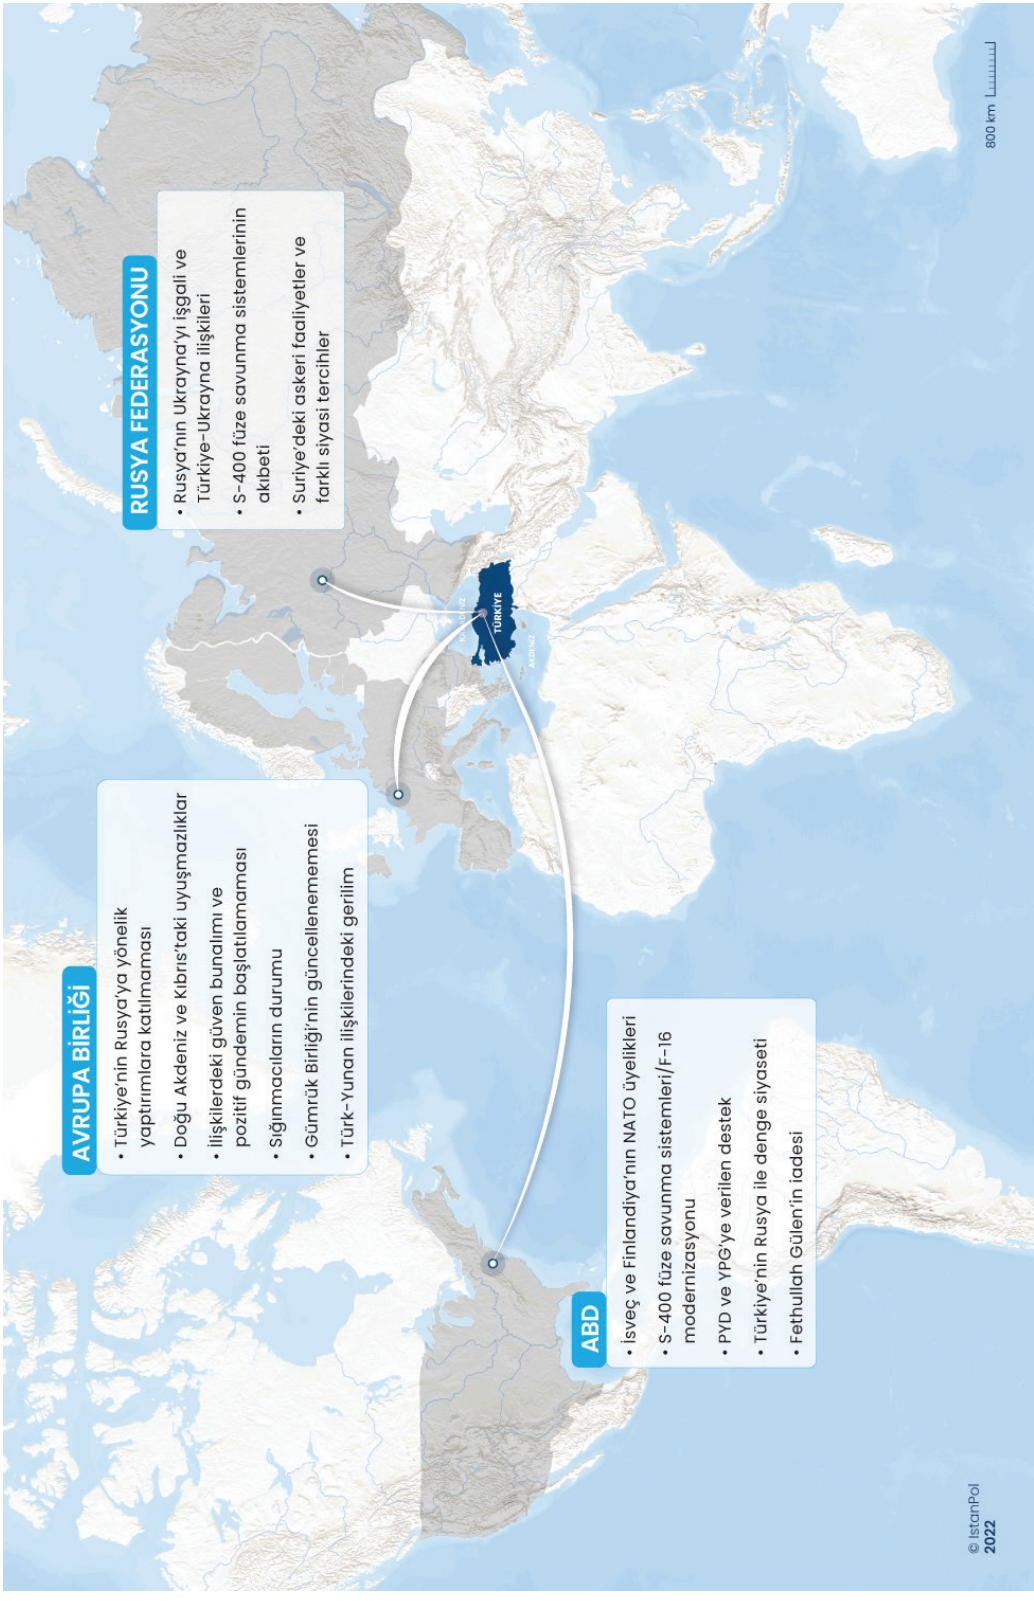 AVRUPA BİRLİĞİ
• Türkiye'nin Rusya'ya yönelik
yaptırımlara katılmaması
• Doğu Akdeniz ve Kıbrıs'taki uyuşmazlıklar
• İlişkilerdeki güven bunalımı ve
pozitif gündemin başlatılamaması
• Sığınmacıların durumu
• Gümrük Birliği'nin güncellenememesi
• Türk-Yunan ilişkilerindeki gerilim
RUSYA FEDERASYONU
• Rusya'nın Ukrayna'yı işgali ve
Türkiye-Ukrayna ilişkileri
• S-400 füze savunma sistemlerinin
akıbeti
• Suriye'deki askeri faaliyetler ve
farklı siyasi tercihler
KARADENİZ
TÜRKİYE
AKDENİZ
ABD
• İsveç ve Finlandiya'nın NATO üyelikleri
• S-400 füze savunma sistemleri/F-16
modernizasyonu
• PYD ve YPG'ye verilen destek
• Türkiye'nin Rusya ile denge siyaseti
• Fethullah Gülen'in iadesi
© IstanPol
2022
800 km